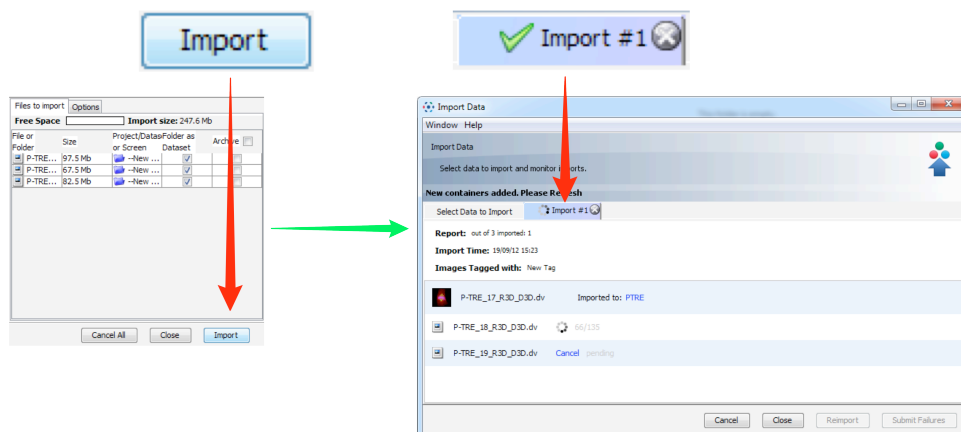 Import
Import #1
Files to import Options
Free Space Import size: 247.6 Mb
File or Folder Size Project/Datas or Screen Folder as Dataset Archive
P-TRE... 97.5 Mb --New ...
P-TRE... 67.5 Mb --New ...
P-TRE... 82.5 Mb --New ...
Cancel All Close Import
Import Data
Window Help
Import Data
Select data to import and monitor
New containers added. Please
Select Data to Import Import #1
Report: out of 3 imported: 1
Import Time: 19/09/12 15:23
Images Tagged with: New Tag
P-TRE_17_R3D_D3D.dv Imported to: PTRE
P-TRE_18_R3D_D3D.dv 66/135
P-TRE_19_R3D_D3D.dv Cancel pending
Cancel Close Reimport Submit Failures